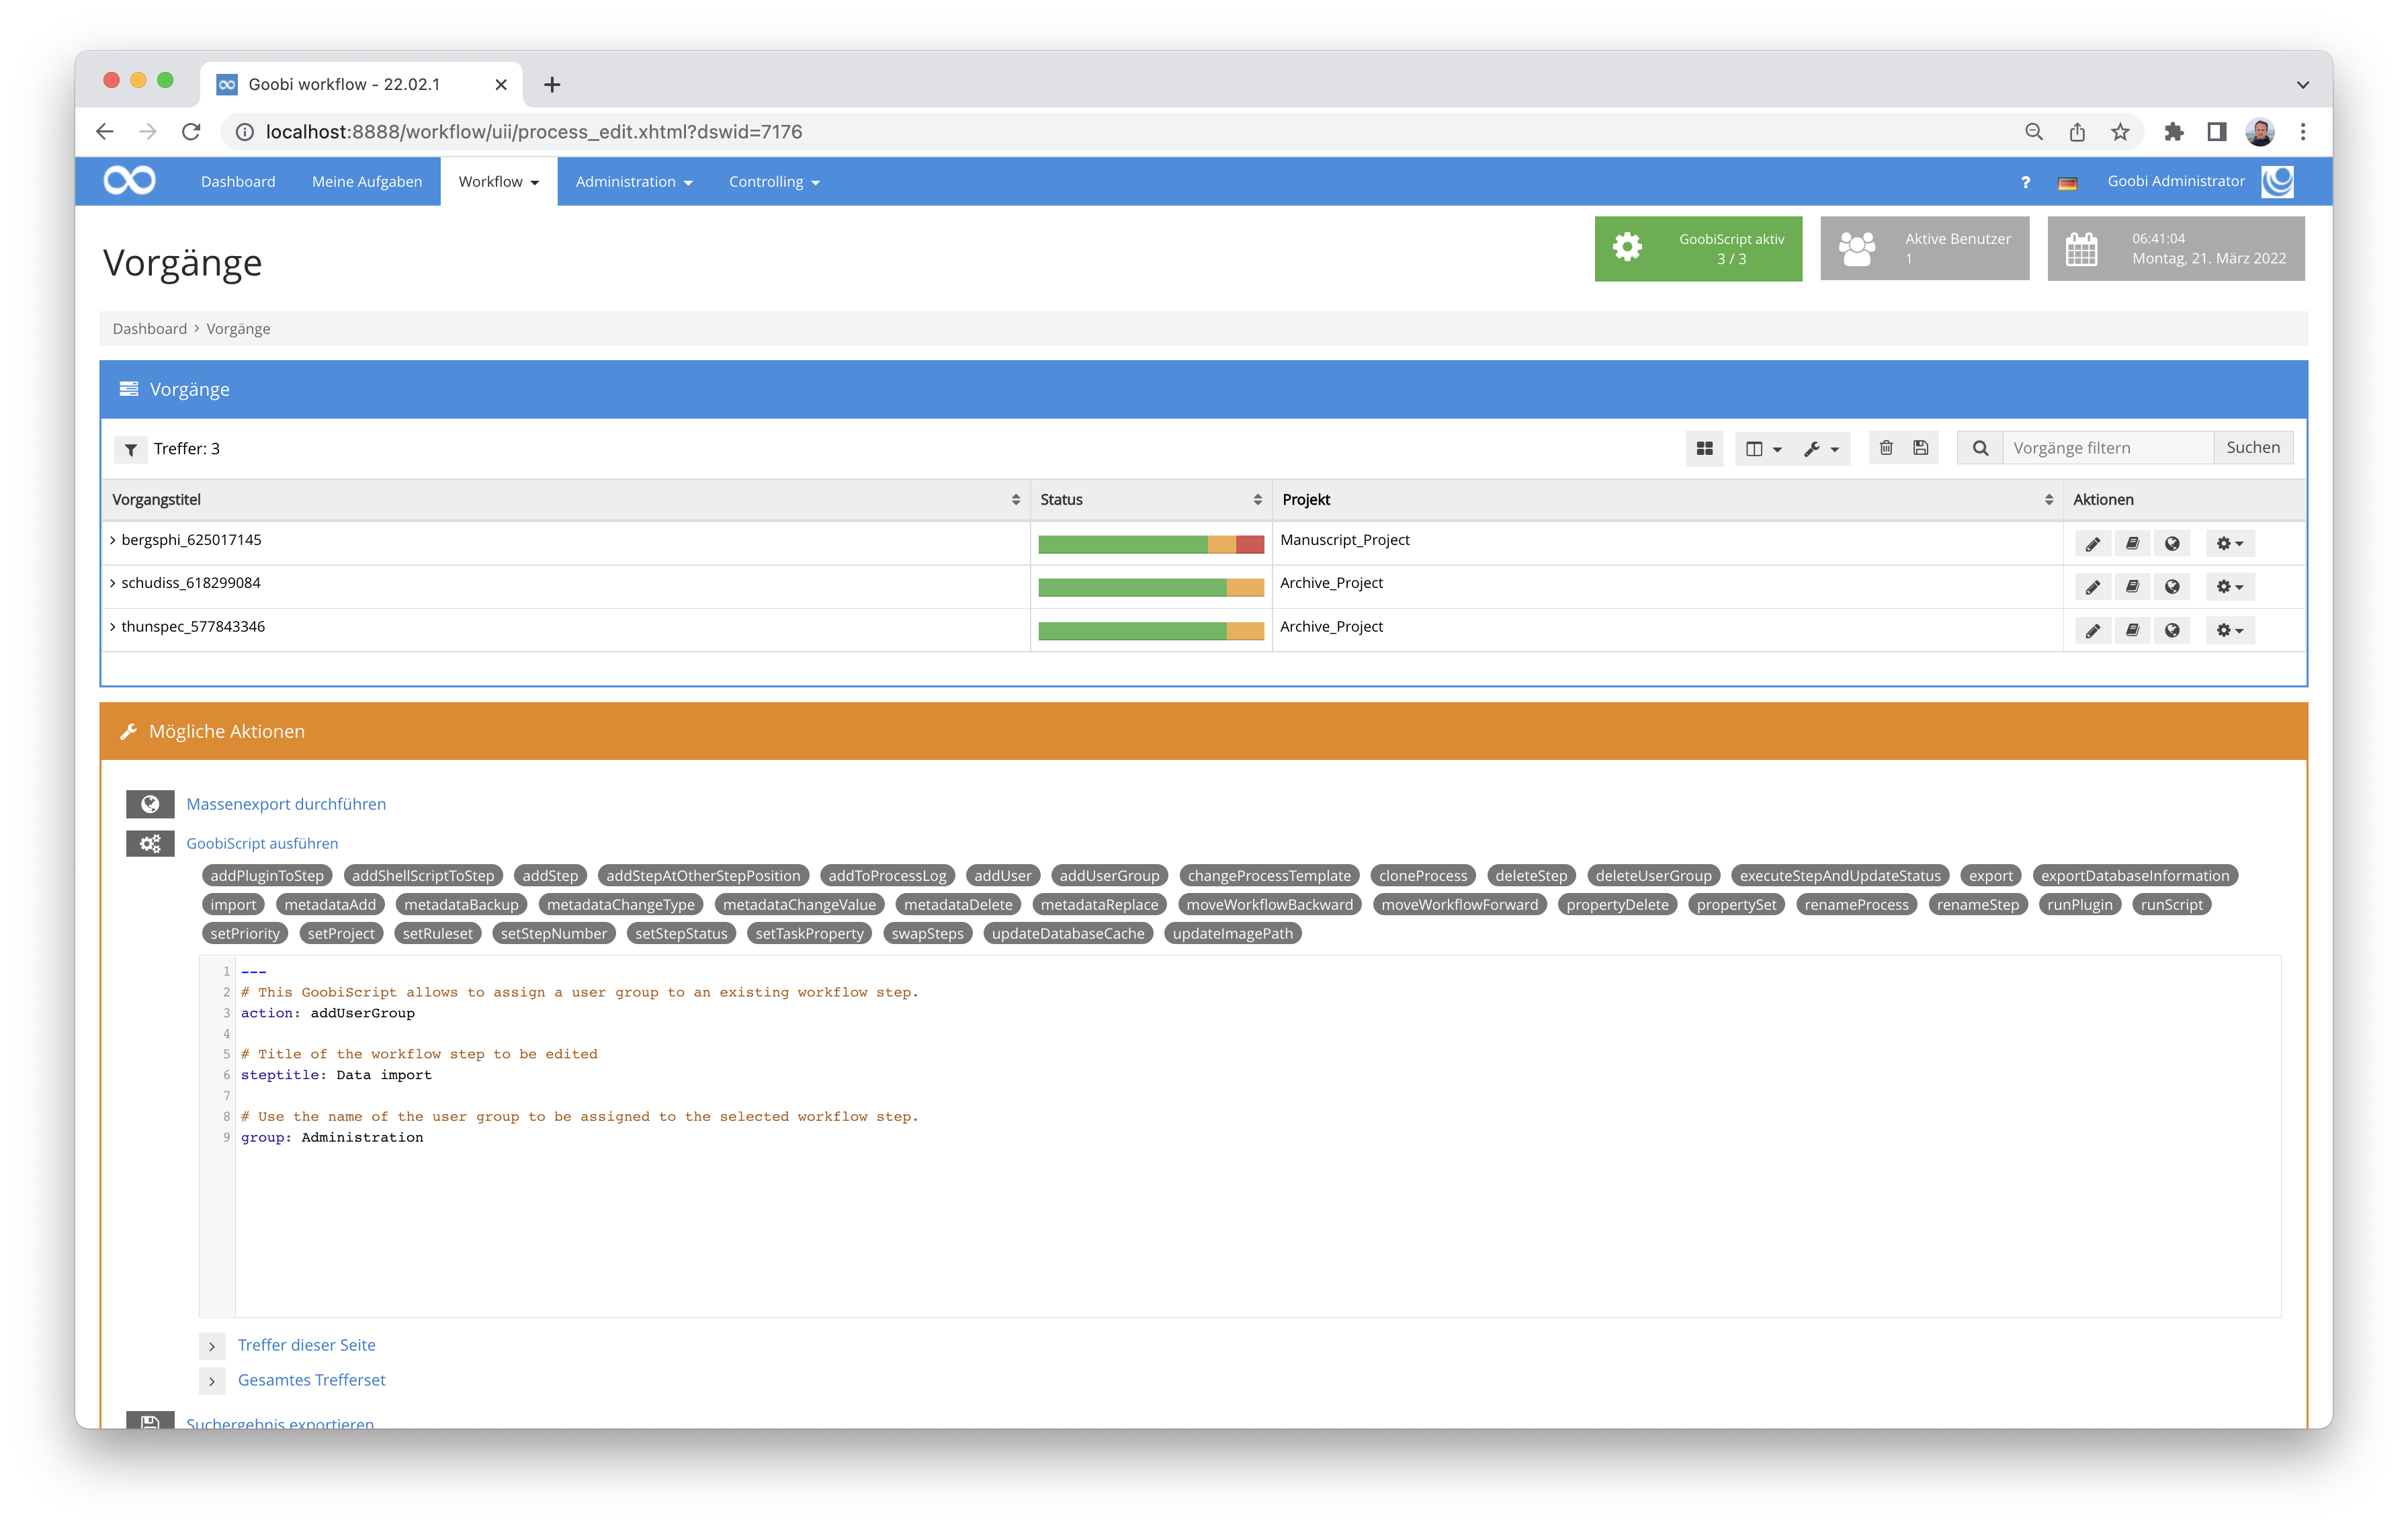 Goobi workflow - 22.02.1
localhost:8888/workflow/uii/process_edit.xhtml?dswid=7176
Dashboard Meine Aufgaben Workflow Administration Controlling ? Goobi Administrator
Vorgänge
GoobiScript aktiv
3 / 3
Aktive Benutzer
1
06:41:04
Montag, 21. März 2022
Dashboard > Vorgänge
Vorgänge
Treffer: 3 Vorgänge filtern Suchen
Vorgangstitel Status Projekt Aktionen
bergsphi_625017145 Manuscript_Project
schudiss_618299084 Archive_Project
thunspec_577843346 Archive_Project
Mögliche Aktionen
Massenexport durchführen
GoobiScript ausführen
addPluginToStep addShellScriptToStep addStep addStepAtOtherStepPosition addToProcessLog addUser addUserGroup changeProcessTemplate cloneProcess deleteStep deleteUserGroup executeStepAndUpdateStatus export exportDatabaseInformation
import metadataAdd metadataBackup metadataChangeType metadataChangeValue metadataDelete metadataReplace moveWorkflowBackward moveWorkflowForward propertyDelete propertySet renameProcess renameStep runPlugin runScript
setPriority setProject setRuleset setStepNumber setStepStatus setTaskProperty swapSteps updateDatabaseCache updateImagePath
1 ---
2 # This GoobiScript allows to assign a user group to an existing workflow step.
3 action: addUserGroup
4
5 # Title of the workflow step to be edited
6 steptitle: Data import
7
8 # Use the name of the user group to be assigned to the selected workflow step.
9 group: Administration
Treffer dieser Seite
Gesamtes Trefferset
Suchergebnis exportieren